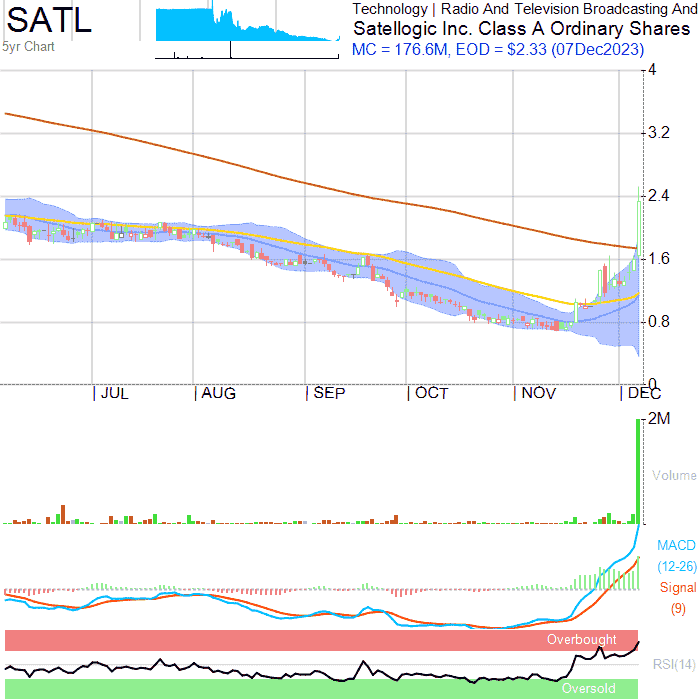 SATL
5yr Chart
Technology | Radio And Television Broadcasting And
Satellogic Inc. Class A Ordinary Shares
MC = 176.6M, EOD = $2.33 (07Dec2023)
4
3.2
2.4
1.6
0.8
0
JUL
AUG
SEP
OCT
NOV
DEC
2M
Volume
MACD
(12-26)
Signal
(9)
Overbought
RSI(14)
Oversold